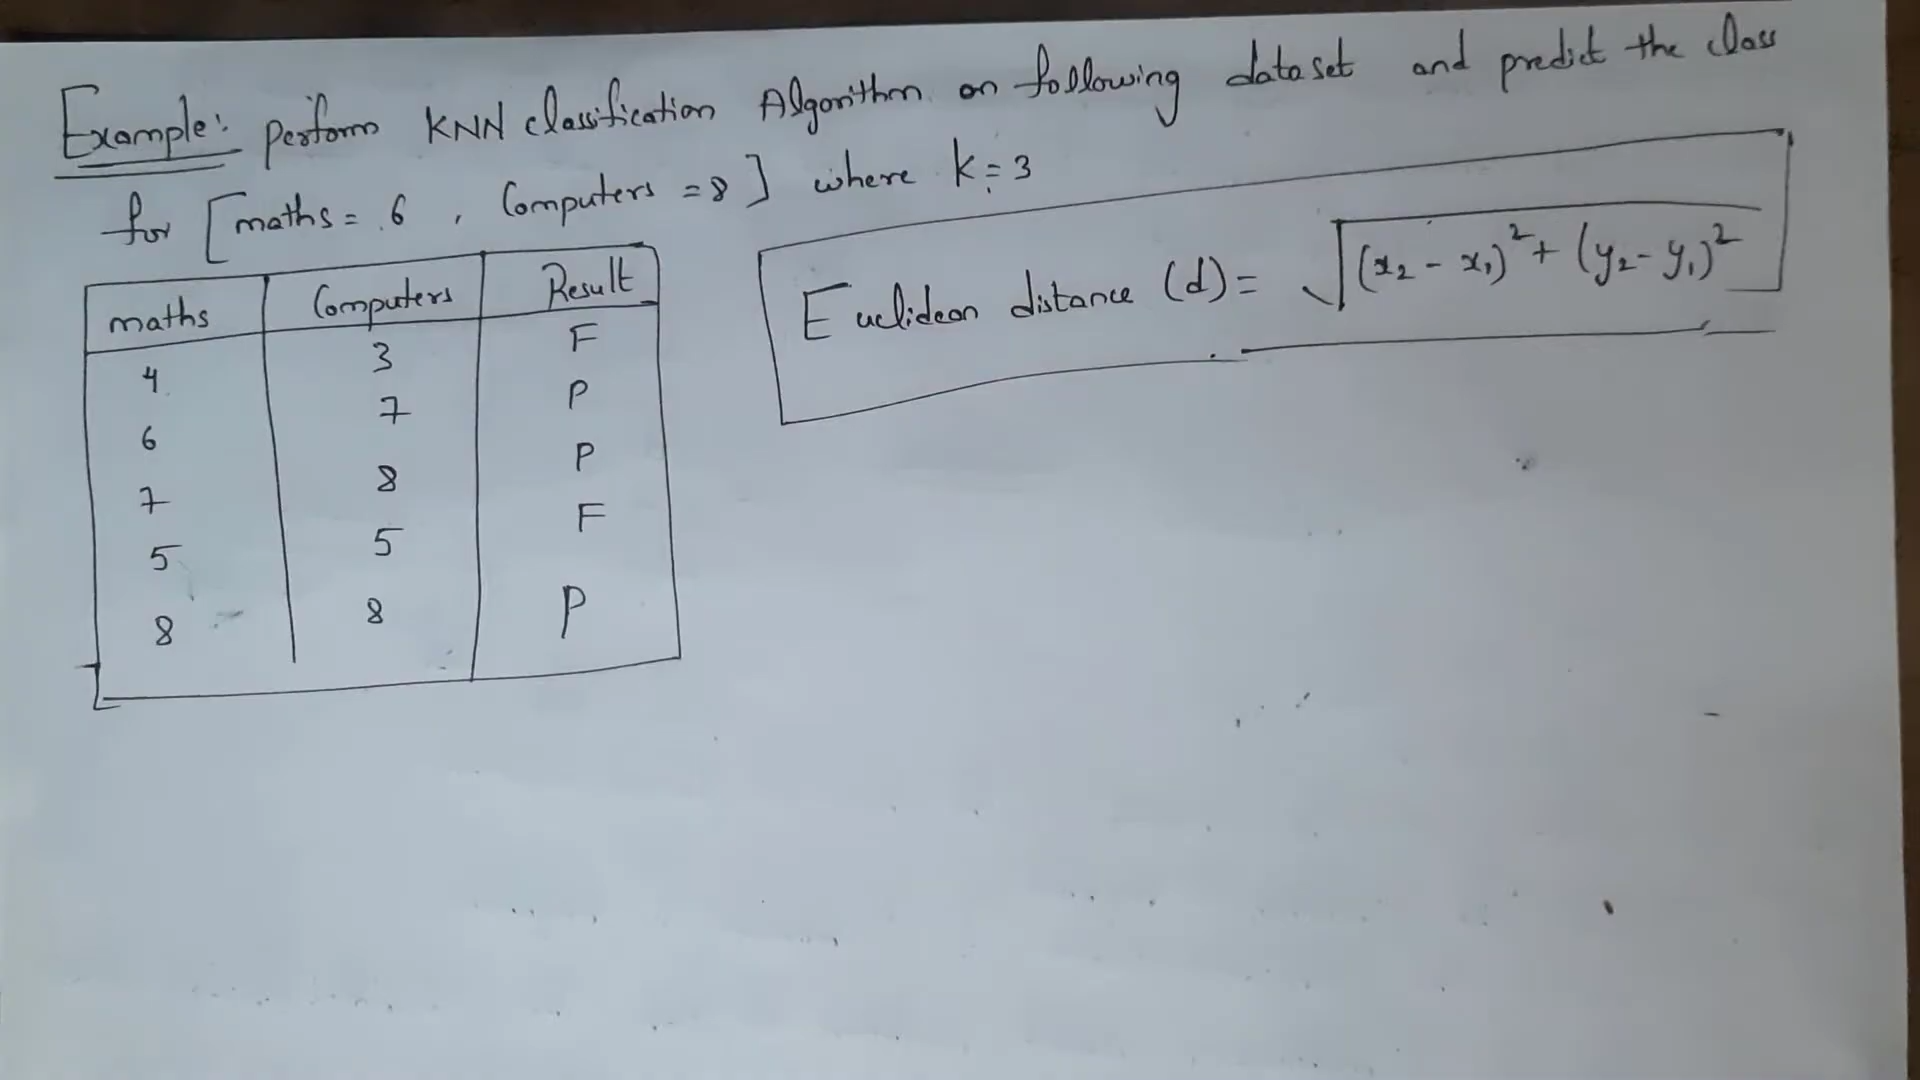 Example: perform KNN classification Algorithm on following dataset and predict the class
for [maths = 6 , Computers = 8] where k = 3
Euclidean distance (d) = √(x₂ - x₁)² + (y₂ - y₁)²
maths Computers Result
4 3 F
6 7 P
7 8 P
5 5 F
8 8 P